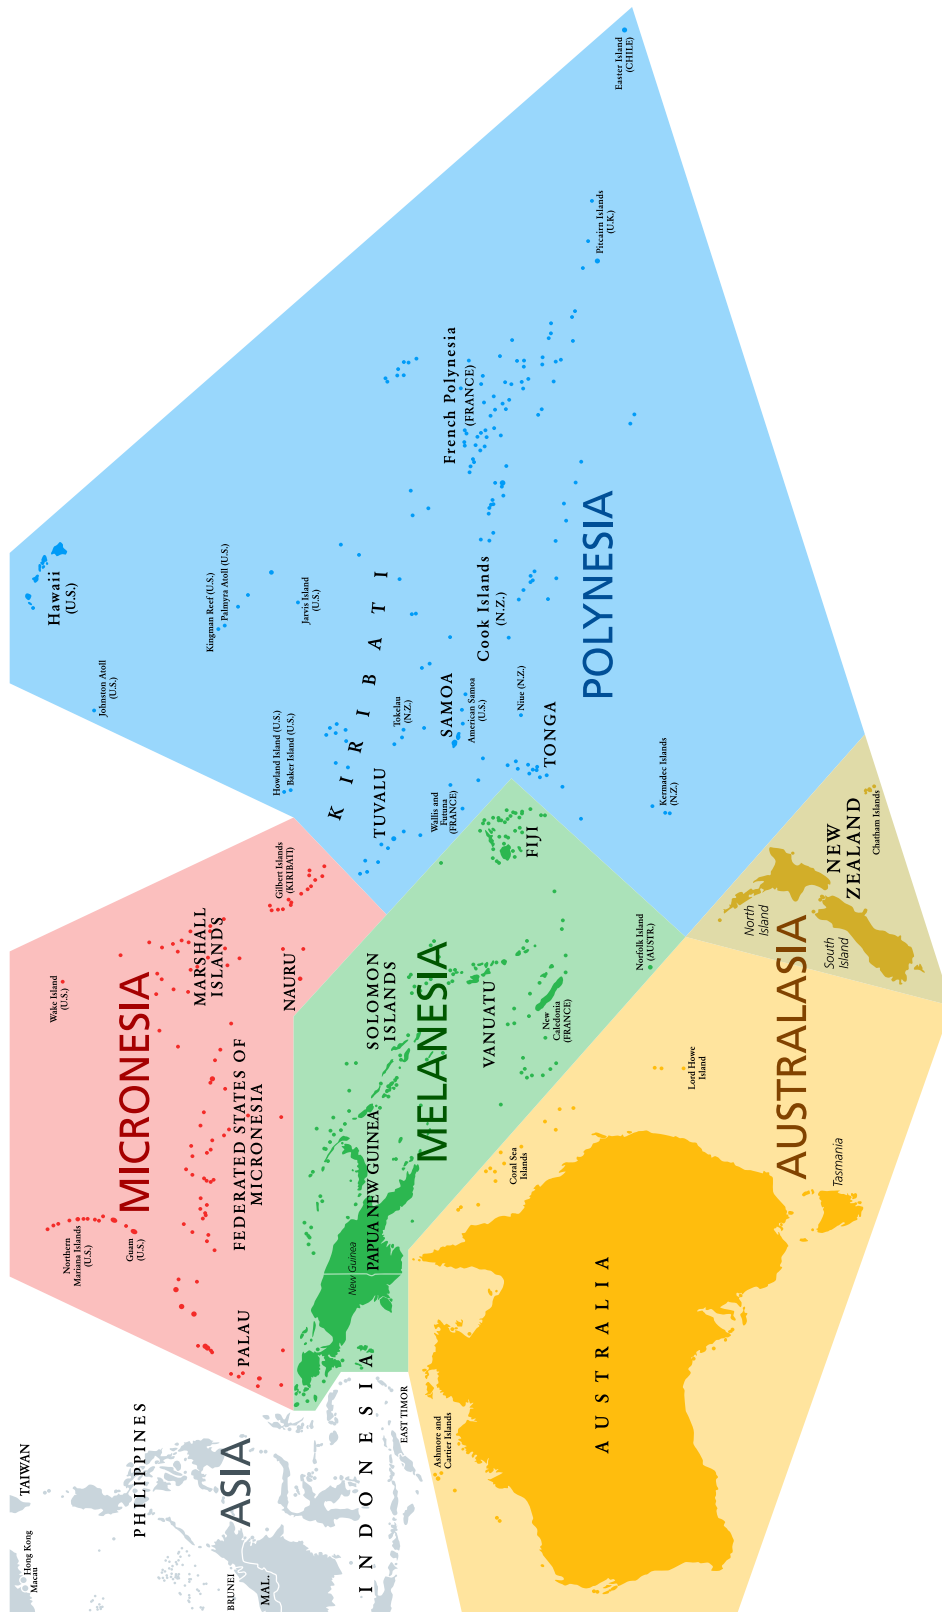 Hong Kong
Macau
TAIWAN
PHILIPPINES
ASIA
BRUNEI
MAL.
INDONESIA
EAST TIMOR
MICRONESIA
Northern
Mariana Islands
(U.S.)
Guam
(U.S.)
Wake Island
(U.S.)
PALAU
FEDERATED STATES OF
MICRONESIA
MARSHALL
ISLANDS
NAURU
Gilbert Islands
(KIRIBATI)
MELANESIA
New Guinea
PAPUA NEW GUINEA
SOLOMON
ISLANDS
VANUATU
New
Caledonia
(FRANCE)
FIJI
Norfolk Island
(AUSTR.)
POLYNESIA
Hawaii
(U.S.)
Johnston Atoll
(U.S.)
Kingman Reef (U.S.)
Palmyra Atoll (U.S.)
Howland Island (U.S.)
Baker Island (U.S.)
Jarvis Island
(U.S.)
KIRIBATI
TUVALU
Tokelau
(N.Z.)
Wallis and
Futuna
(FRANCE)
SAMOA
American Samoa
(U.S.)
Cook Islands
(N.Z.)
Niue (N.Z.)
TONGA
French Polynesia
(FRANCE)
Pitcairn Islands
(U.K.)
Easter Island
(CHILE)
Kermadec Islands
(N.Z.)
AUSTRALASIA
Ashmore and
Cartier Islands
Coral Sea
Islands
AUSTRALIA
Lord Howe
Island
Tasmania
North
Island
South
Island
NEW
ZEALAND
Chatham Islands